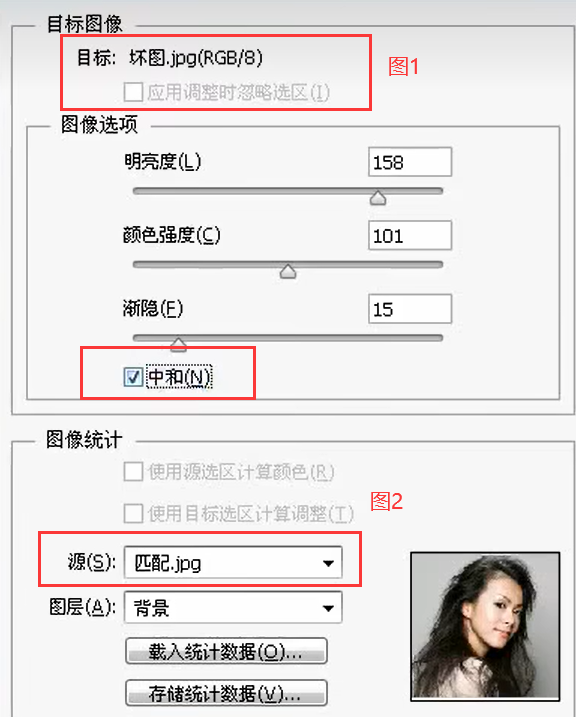 目标图像
目标: 坏图.jpg(RGB/8)
图1
应用调整时忽略选区(I)
图像选项
明亮度(L)
158
颜色强度(C)
101
渐隐(F)
15
中和(N)
图像统计
使用源选区计算颜色(R)
使用目标选区计算调整(T)
图2
源(S): 匹配.jpg
图层(A): 背景
载入统计数据(O)...
存储统计数据(V)...